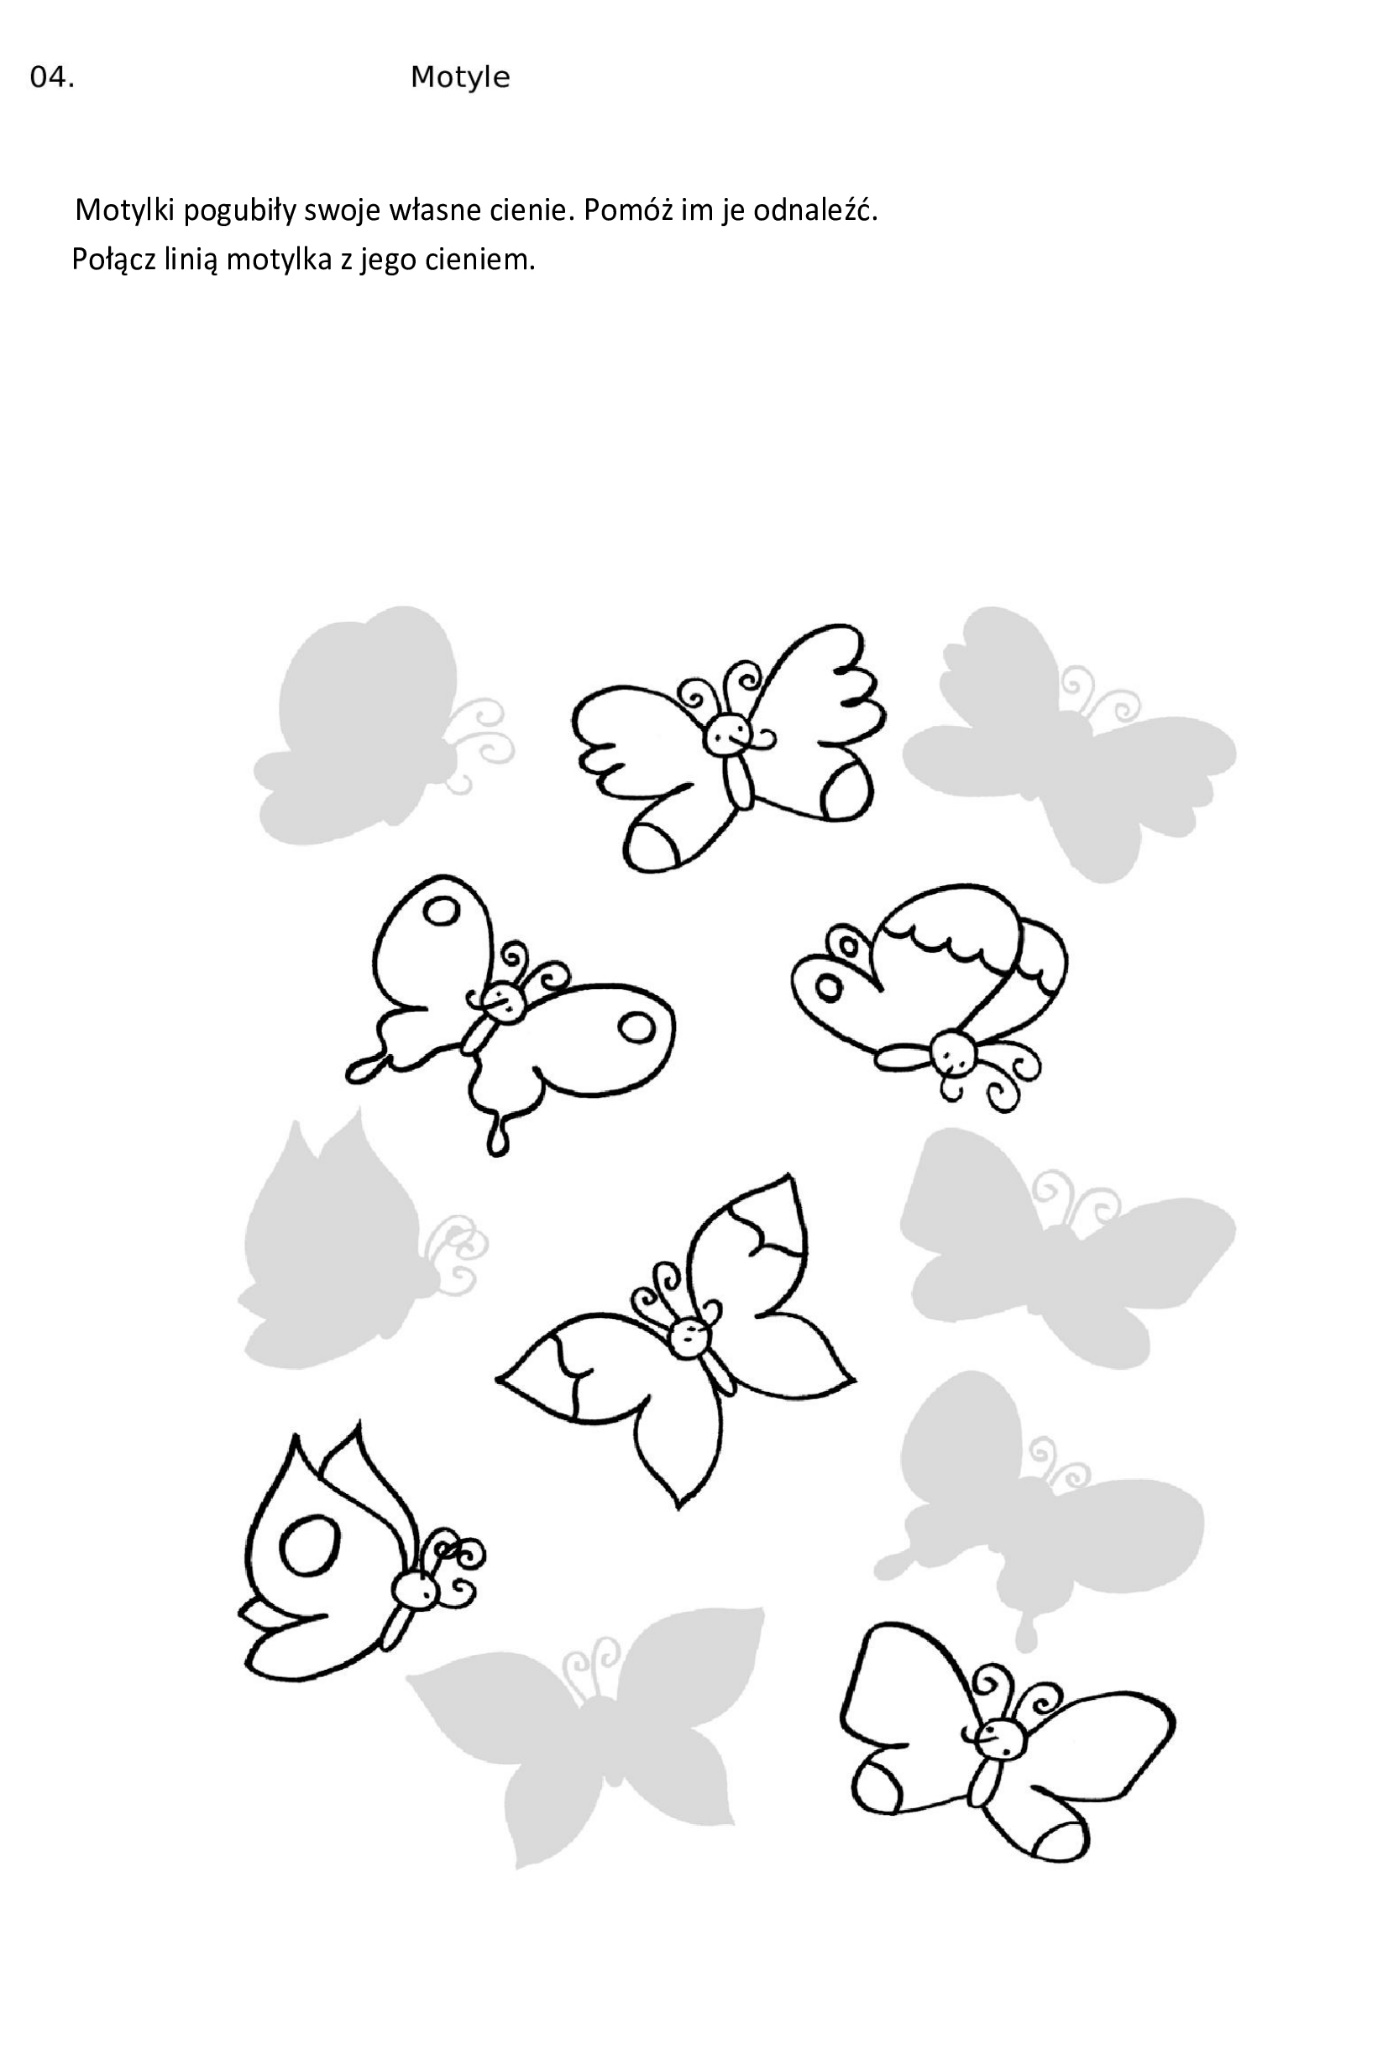 04. Motyle
Motylki pogubiły swoje własne cienie. Pomóż im je odnaleźć.
Połącz linią motylka z jego cieniem.